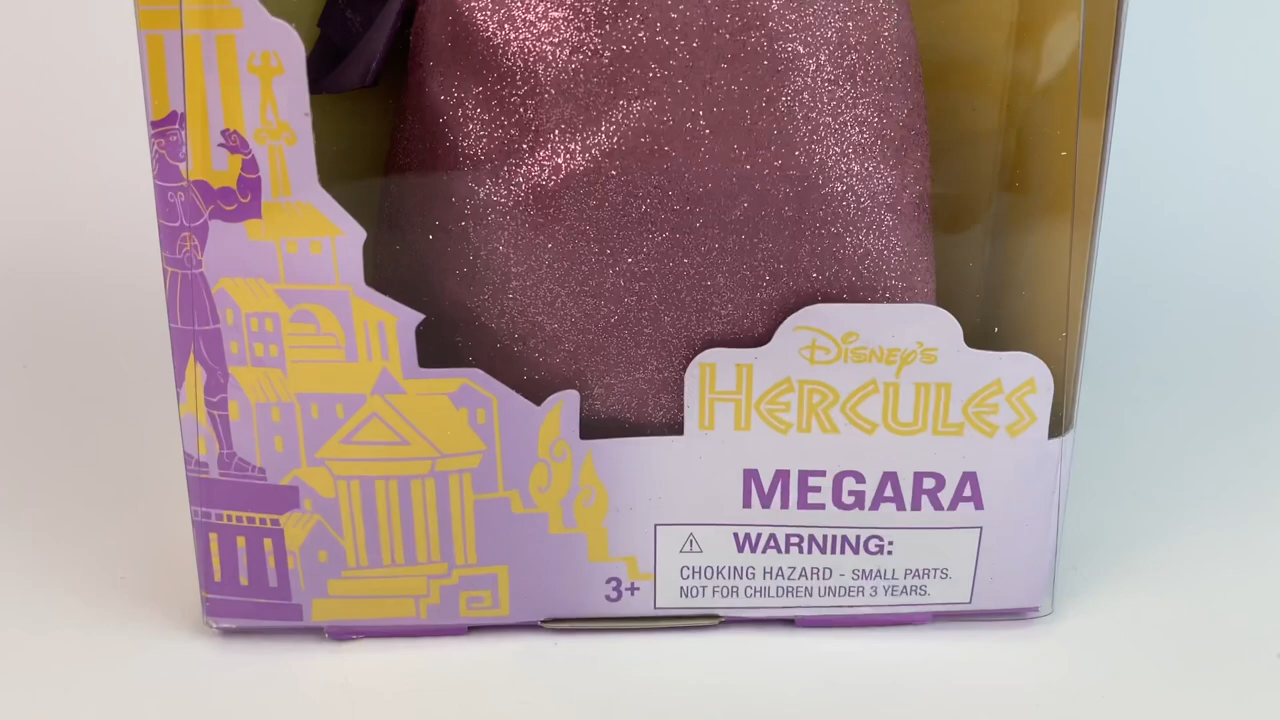 Disney's
HERCULES
MEGARA
WARNING:
CHOKING HAZARD - SMALL PARTS.
NOT FOR CHILDREN UNDER 3 YEARS.
3+